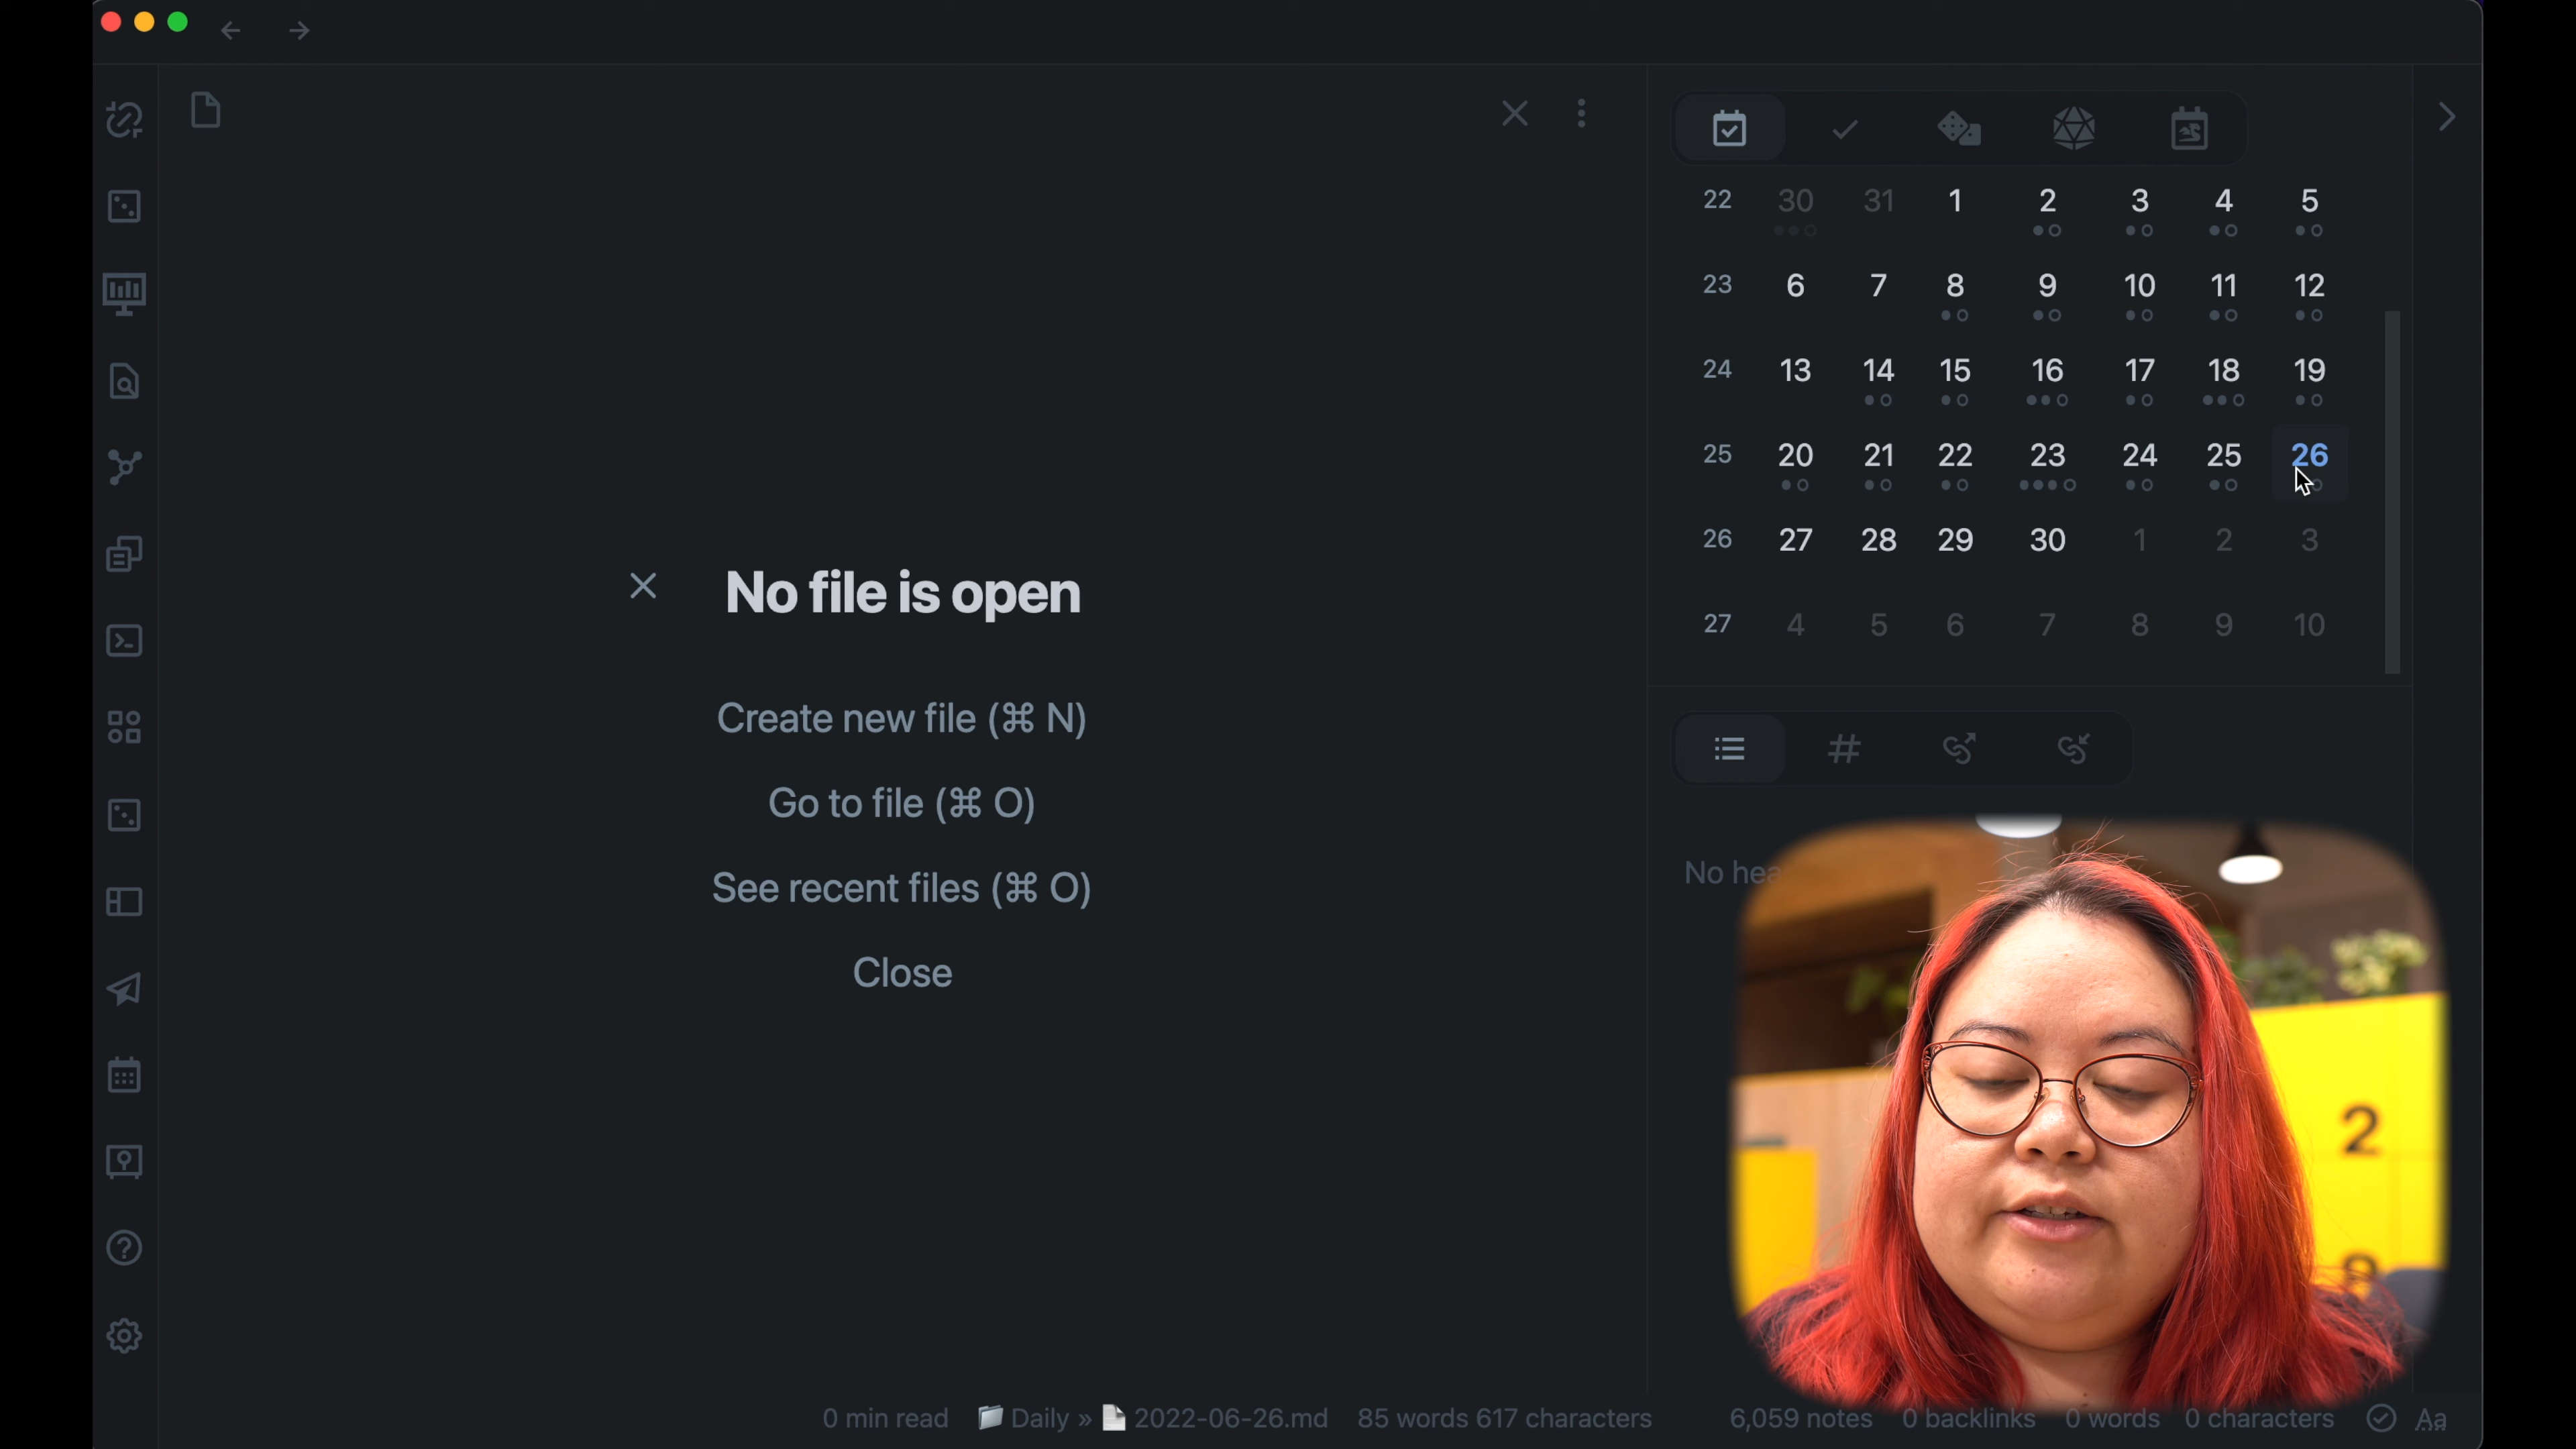 22 30 31 1 2 3 4 5
23 6 7 8 9 10 11 12
24 13 14 15 16 17 18 19
25 20 21 22 23 24 25 26
26 27 28 29 30 1 2 3
27 4 5 6 7 8 9 10
No file is open
Create new file (⌘ N)
Go to file (⌘ O)
See recent files (⌘ O)
Close
No hea
2
0 min read Daily » 2022-06-26.md 85 words 617 characters 6,059 notes 0 backlinks 0 words 0 characters Aa